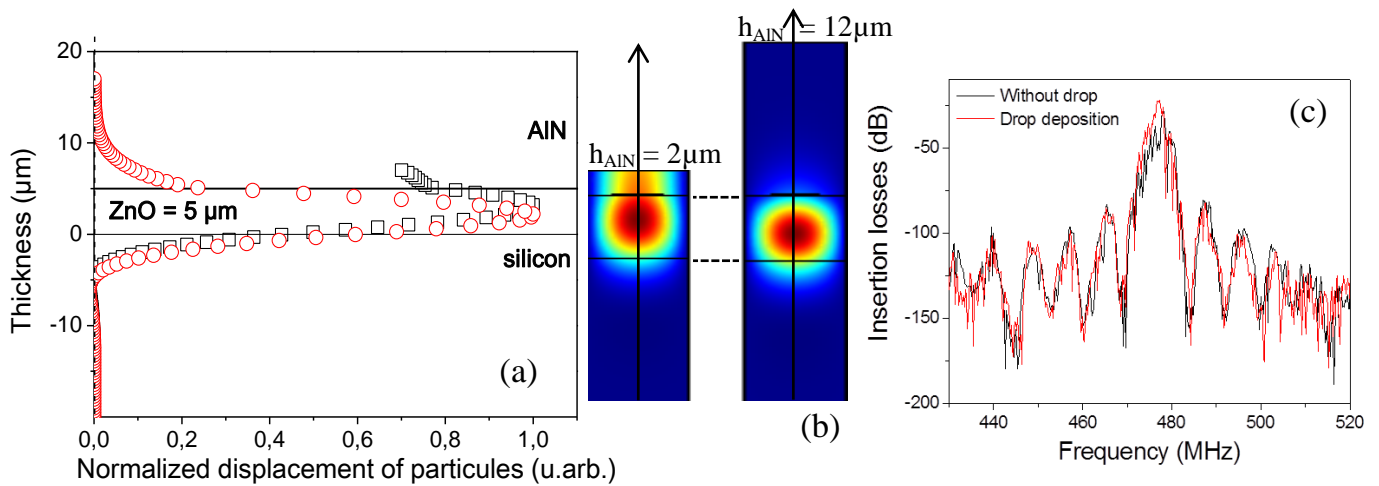 20
10
0
-10
Thickness (µm)
AlN
ZnO = 5 µm
silicon
(a)
0,0 0,2 0,4 0,6 0,8 1,0
Normalized displacement of particules (u.arb.)
hAlN = 2µm
hAlN = 12µm
(b)
Without drop
Drop deposition
(c)
-50
-100
-150
-200
Insertion losses (dB)
440 460 480 500 520
Frequency (MHz)